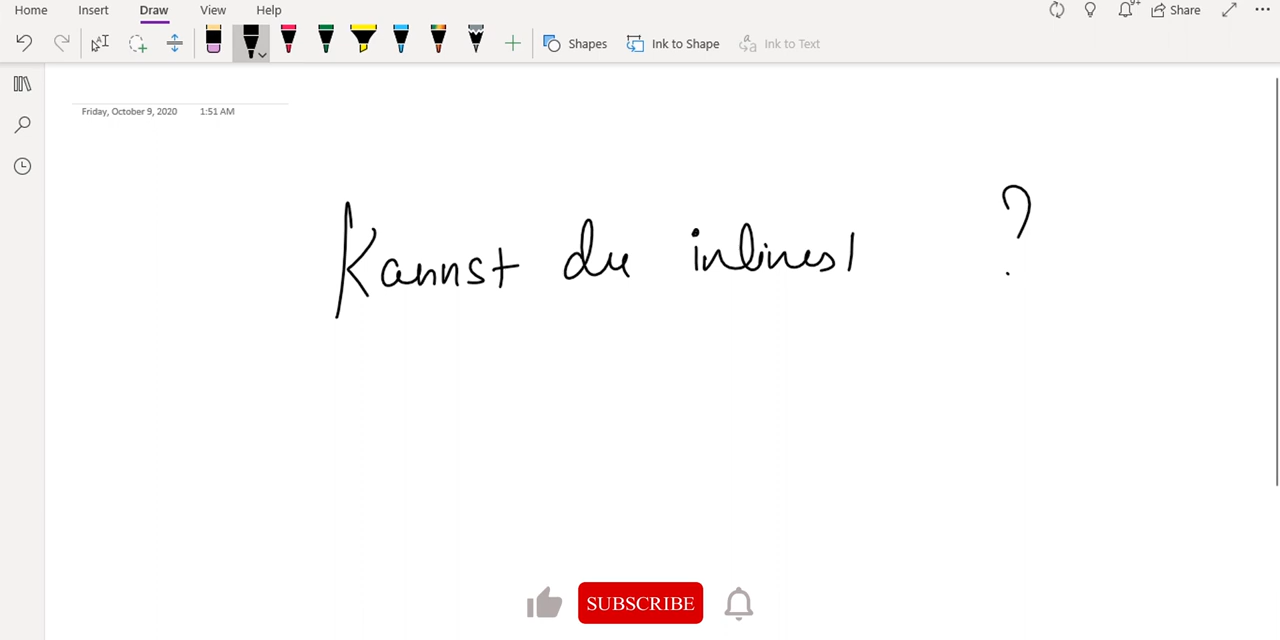 Home Insert Draw View Help Share
Shapes Ink to Shape Ink to Text
Friday, October 9, 2020 1:51 AM
Kannst du inlinesl ?
SUBSCRIBE